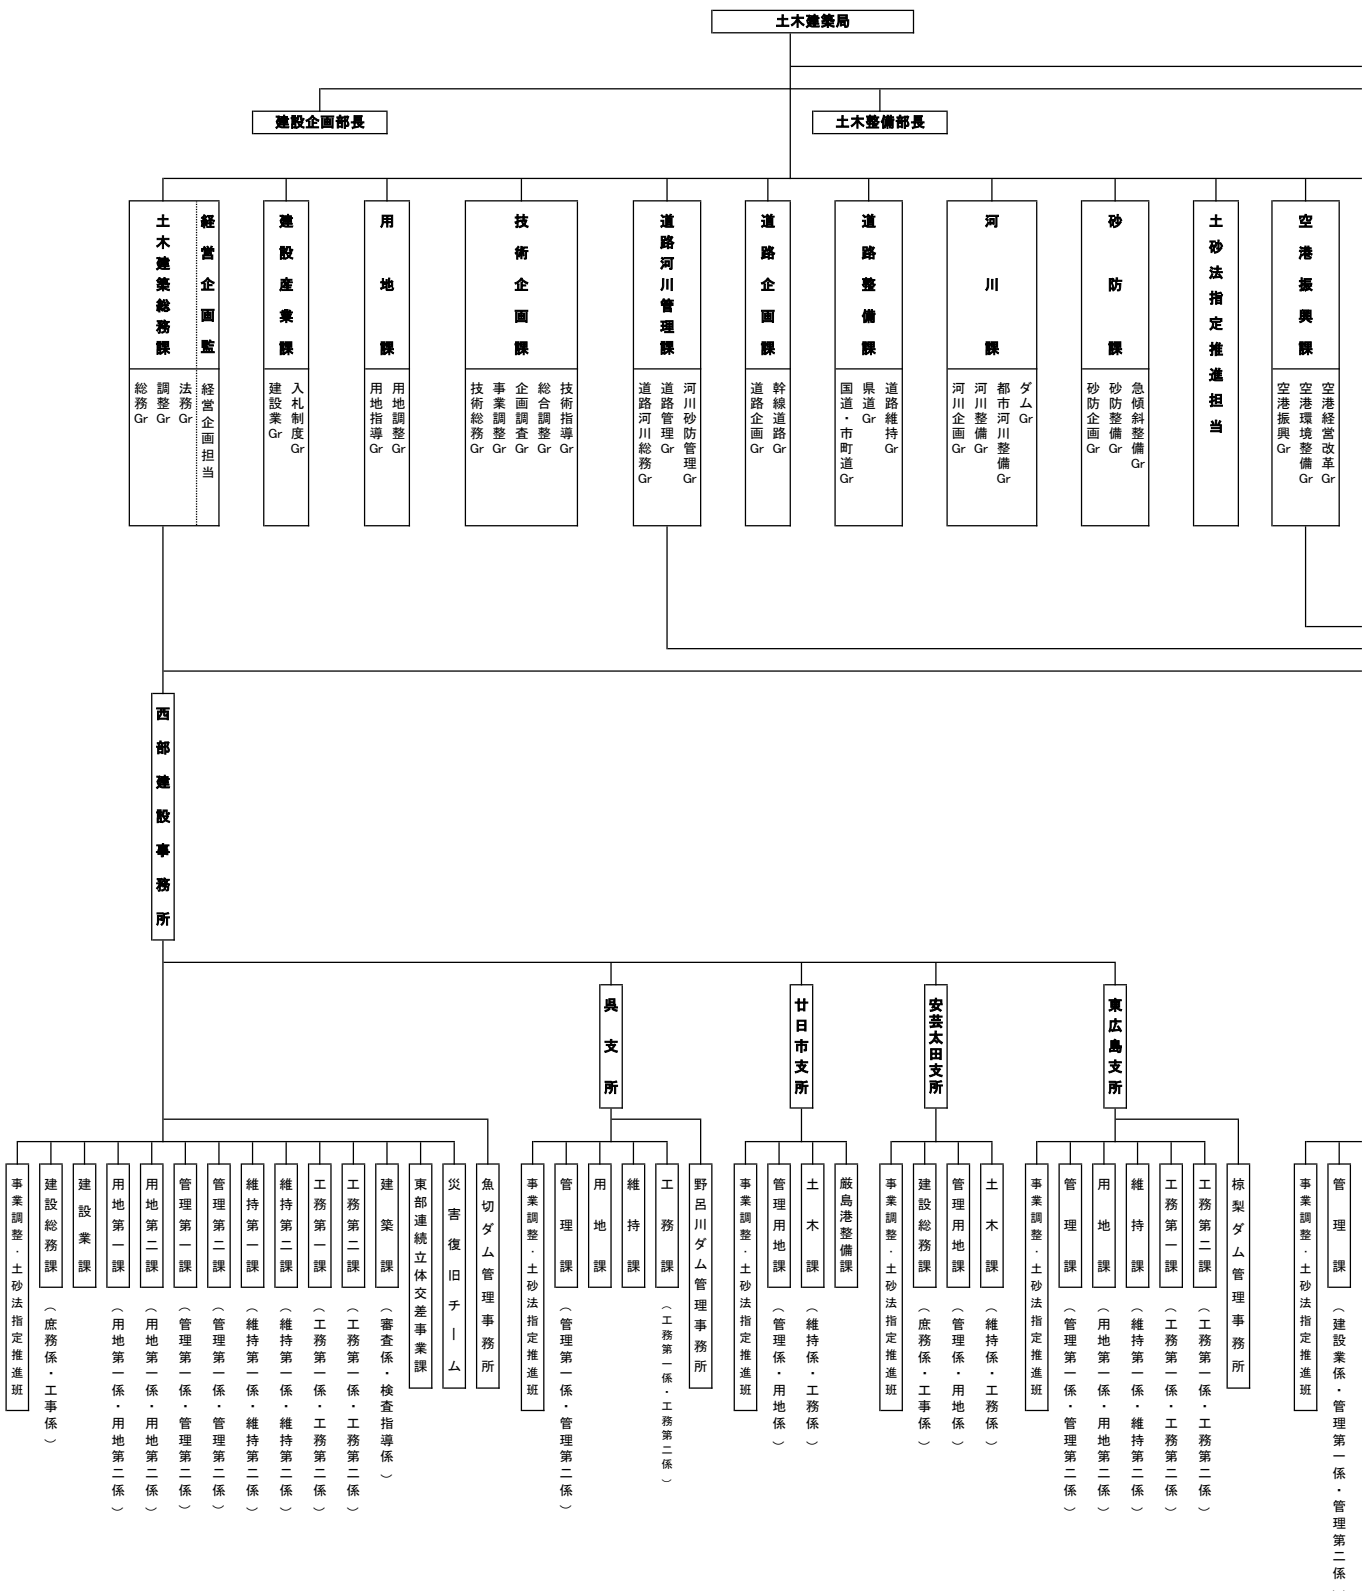 土木建築局
建設企画部長
土木整備部長
土木建築総務課
経営企画監
建設産業課
用地課
技術企画課
道路河川管理課
道路企画課
道路整備課
河川課
砂防課
土砂法指定推進担当
空港振興課
総務Gr
調整Gr
法務Gr
経営企画担当
建設業Gr
入札制度Gr
用地指導Gr
用地調整Gr
技術総務Gr
事業調整Gr
企画調査Gr
総合調整Gr
技術指導Gr
道路河川総務Gr
道路管理Gr
河川砂防管理Gr
道路企画Gr
幹線道路Gr
国道・市町道Gr
県道Gr
道路維持Gr
河川企画Gr
河川整備Gr
都市河川整備Gr
ダムGr
砂防企画Gr
砂防整備Gr
急傾斜整備Gr
空港振興Gr
空港環境整備Gr
空港経営改革Gr
西部建設事務所
呉支所
廿日市支所
安芸太田支所
東広島支所
事業調整・土砂法指定推進班
建設総務課(庶務係・工事係)
建設業課
用地第一課(用地第一係・用地第二係)
用地第二課(用地第一係・用地第二係)
管理第一課(管理第一係・管理第二係)
管理第二課(管理第一係・管理第二係)
維持第一課(維持第一係・維持第二係)
維持第二課(維持第一係・維持第二係)
工務第一課(工務第一係・工務第二係)
工務第二課(工務第一係・工務第二係)
建築課(審査係・検査指導係)
東部連続立体交差事業課
災害復旧チーム
魚切ダム管理事務所
事業調整・土砂法指定推進班
管理課(管理第一係・管理第二係)
用地課
維持課
工務課(工務第一係・工務第二係)
野呂川ダム管理事務所
事業調整・土砂法指定推進班
管理用地課(管理係・用地係)
土木課(維持係・工務係)
厳島港整備課
事業調整・土砂法指定推進班
建設総務課(庶務係・工事係)
管理用地課(管理係・用地係)
土木課(維持係・工務係)
事業調整・土砂法指定推進班
管理課(管理第一係・管理第二係)
用地課(用地第一係・用地第二係)
維持課(維持第一係・維持第二係)
工務第一課(工務第一係・工務第二係)
工務第二課(工務第一係・工務第二係)
椋梨ダム管理事務所
事業調整・土砂法指定推進班
管理課(建設業係・管理第一係・管理第二係